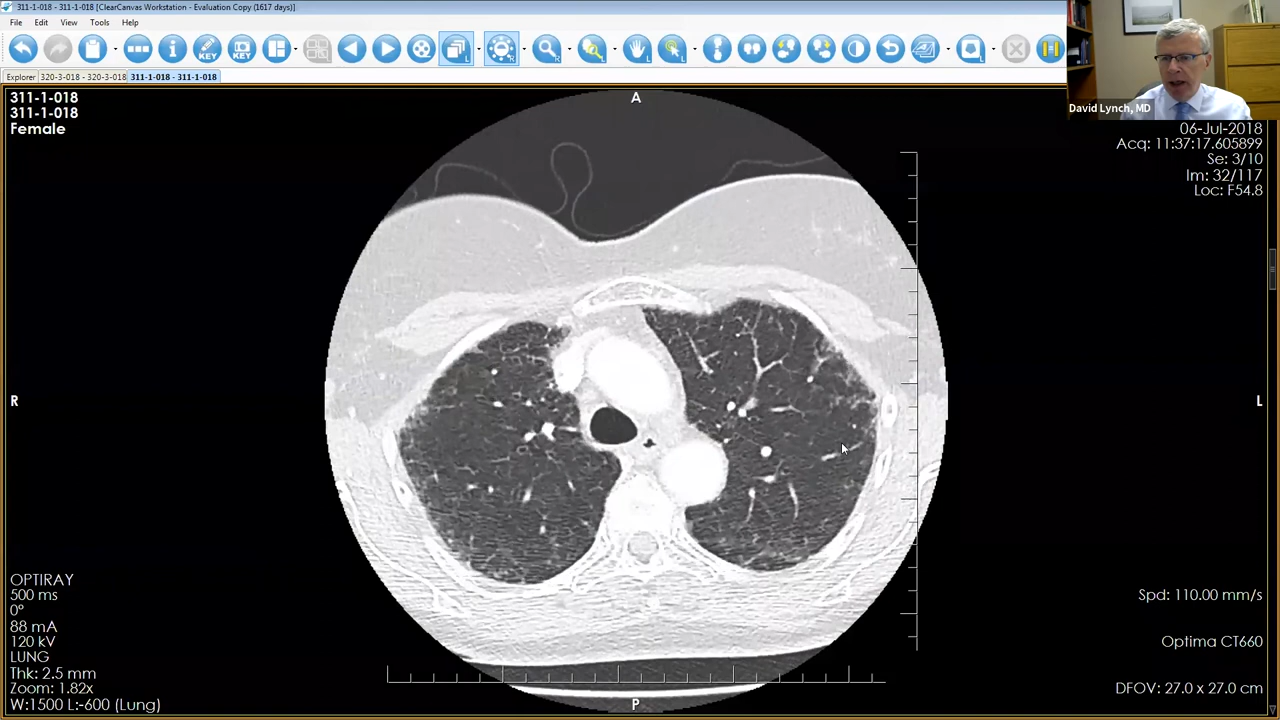 311-1-018 - 311-1-018 [ClearCanvas Workstation - Evaluation Copy (1617 days)]
File Edit View Tools Help
KEY KEY L R R L L L L
Explorer 320-3-018 - 320-3-018 311-1-018 - 311-1-018
David Lynch, MD
311-1-018
311-1-018
Female
A
06-Jul-2018
Acq: 11:37:17.605899
Se: 3/10
Im: 32/117
Loc: F54.8
R
L
OPTIRAY
500 ms
0°
88 mA
120 kV
LUNG
Thk: 2.5 mm
Zoom: 1.82x
W:1500 L:-600 (Lung)
Spd: 110.00 mm/s
Optima CT660
DFOV: 27.0 x 27.0 cm
P